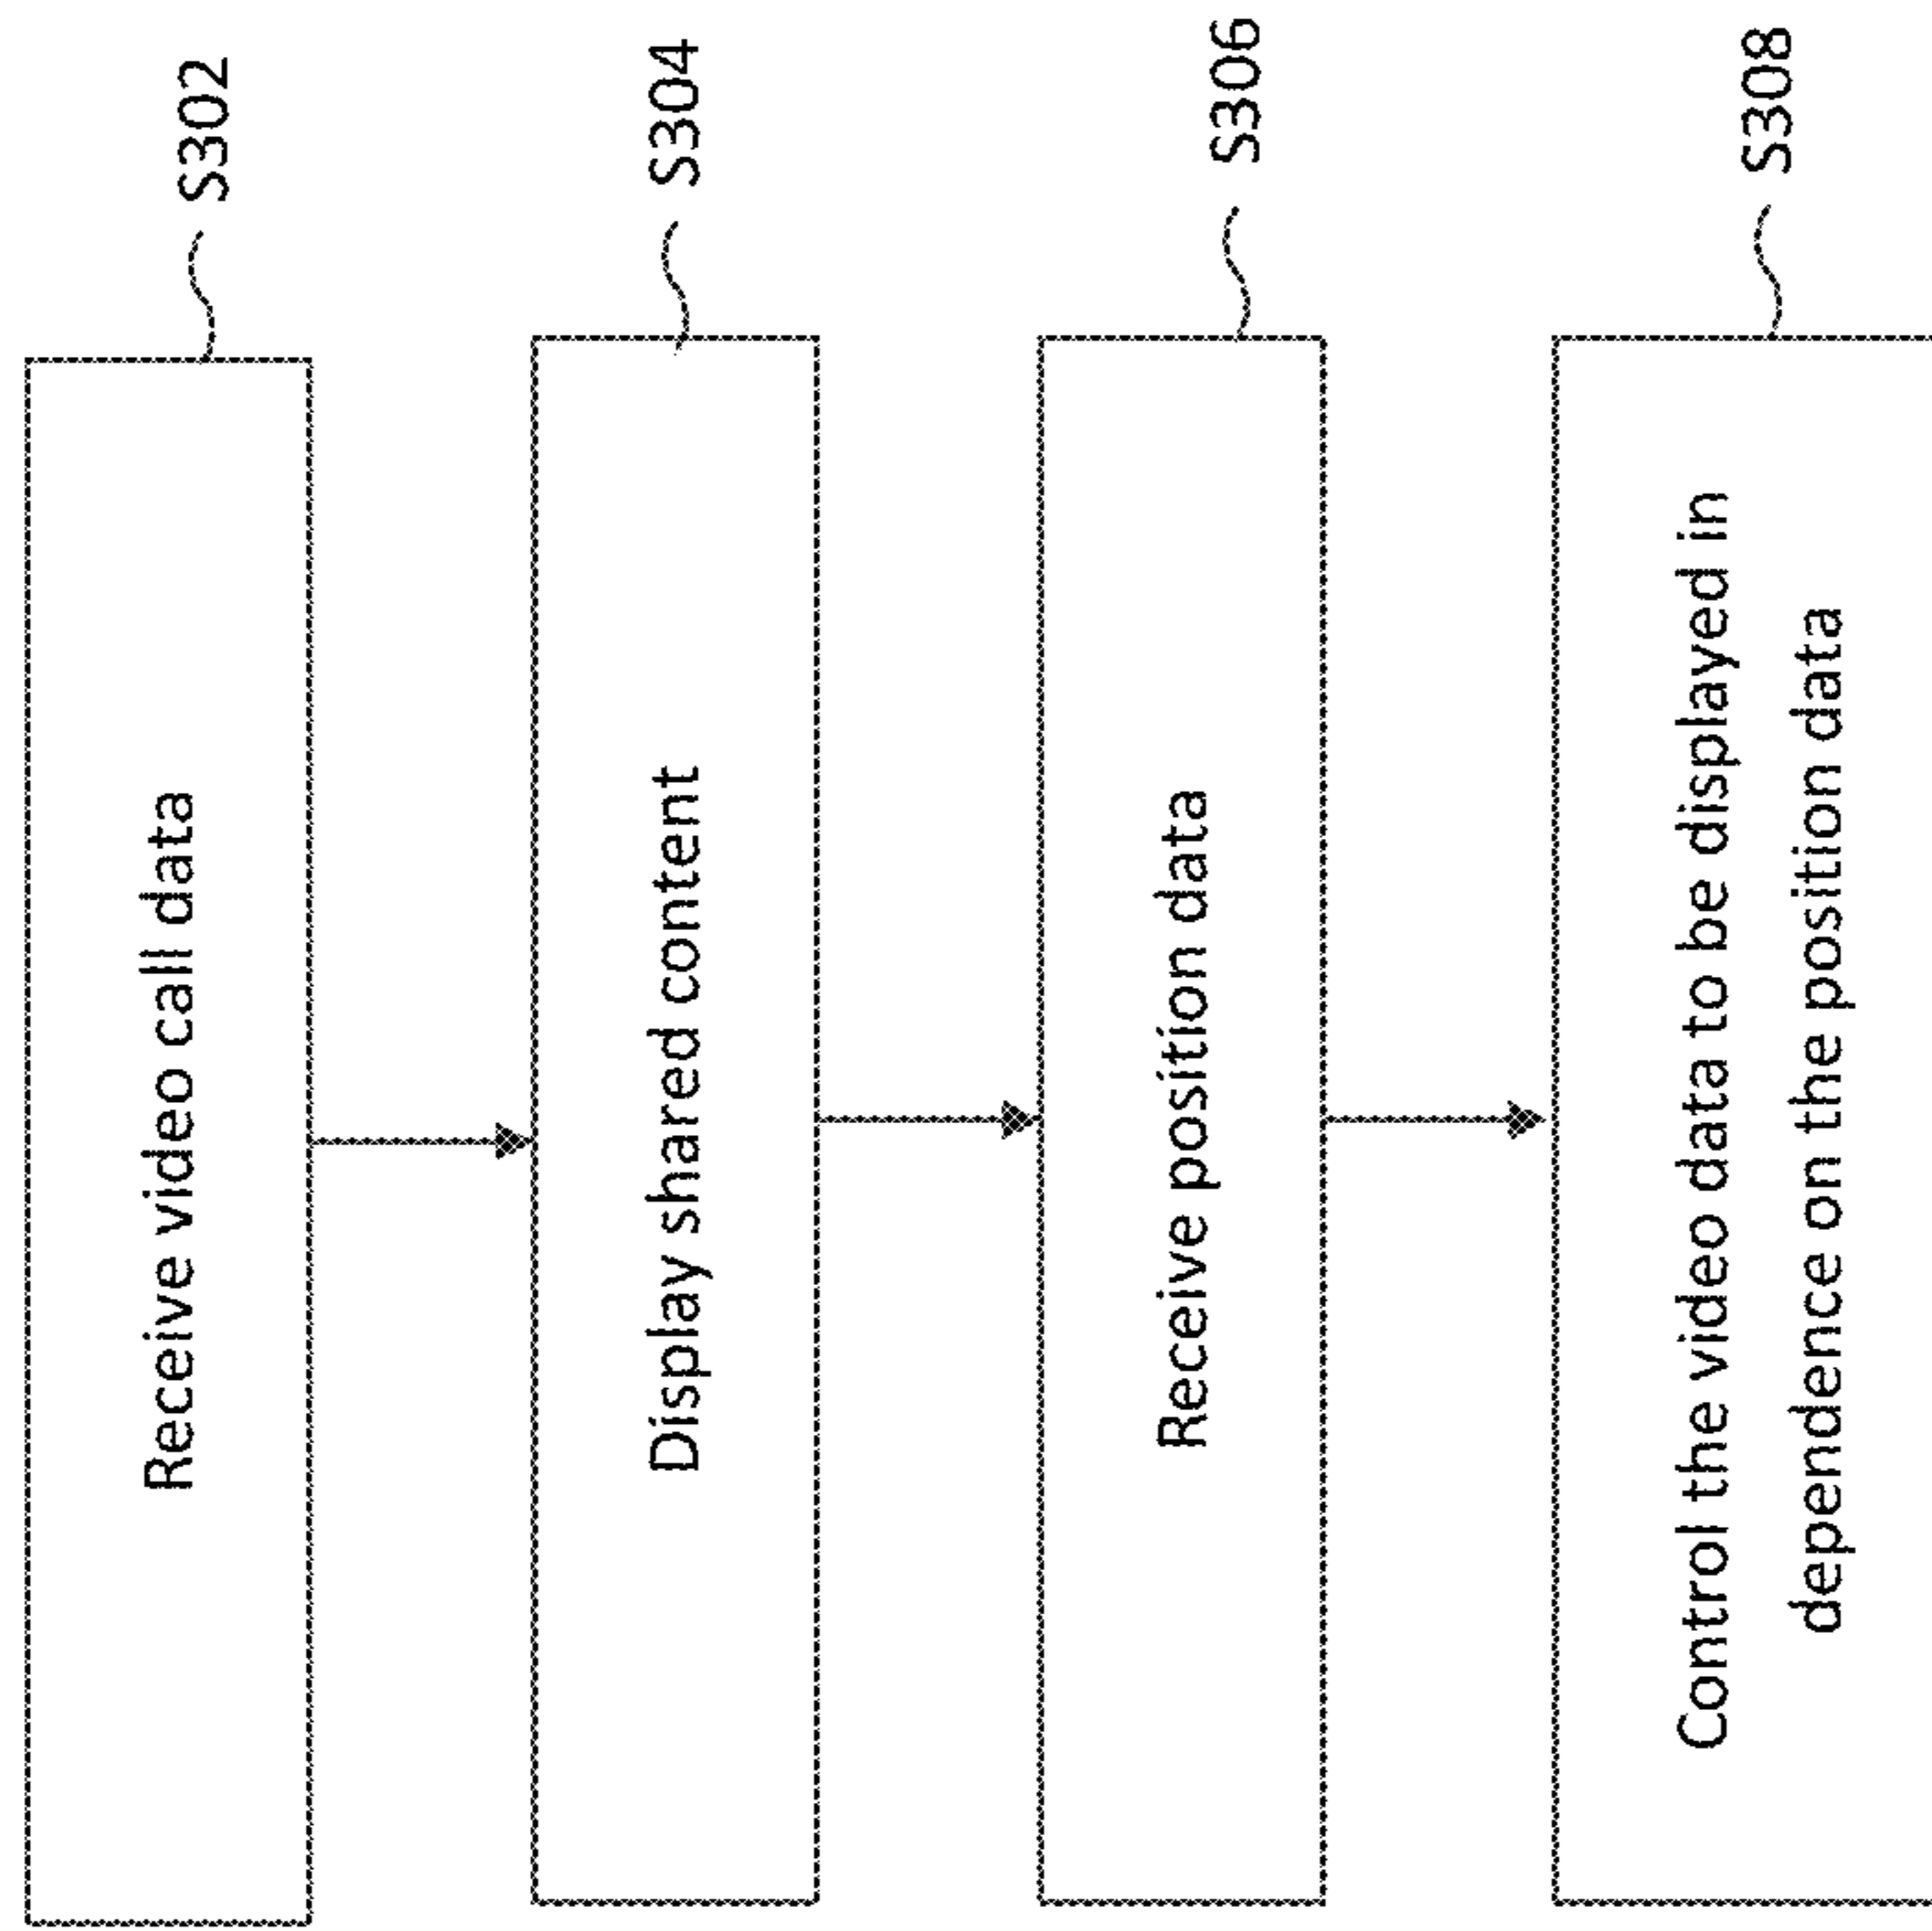 Receive video call data
S302
Display shared content
S304
Receive position data
S306
Control the video data to be displayed in
dependence on the position data
S308